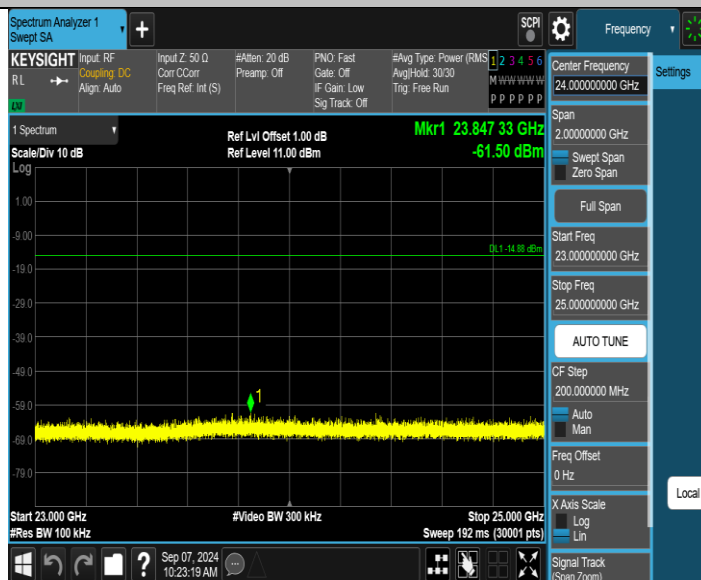 Spectrum Analyzer 1
Swept SA
+
SCPI
Frequency
KEYSIGHT
RL
LXI
Input: RF
Coupling: DC
Align: Auto
Input Z: 50 Ω
Corr CCorr
Freq Ref: Int (S)
#Atten: 20 dB
Preamp: Off
PNO: Fast
Gate: Off
IF Gain: Low
Sig Track: Off
#Avg Type: Power (RMS
Avg|Hold: 30/30
Trig: Free Run
1 2 3 4 5 6
M W W W W W
P P P P P P
1 Spectrum
Scale/Div 10 dB
Log
Ref Lvl Offset 1.00 dB
Ref Level 11.00 dBm
Mkr1 23.847 33 GHz
-61.50 dBm
1.00
-9.00
DL1 -14.88 dBm
-19.0
-29.0
-39.0
-49.0
-59.0
1
-69.0
-79.0
Start 23.000 GHz
#Res BW 100 kHz
#Video BW 300 kHz
Stop 25.000 GHz
Sweep 192 ms (30001 pts)
?
Sep 07, 2024
10:23:19 AM
Center Frequency
24.000000000 GHz
Span
2.00000000 GHz
Swept Span
Zero Span
Full Span
Start Freq
23.000000000 GHz
Stop Freq
25.000000000 GHz
AUTO TUNE
CF Step
200.000000 MHz
Auto
Man
Freq Offset
0 Hz
X Axis Scale
Log
Lin
Signal Track
(Span Zoom)
Settings
Local